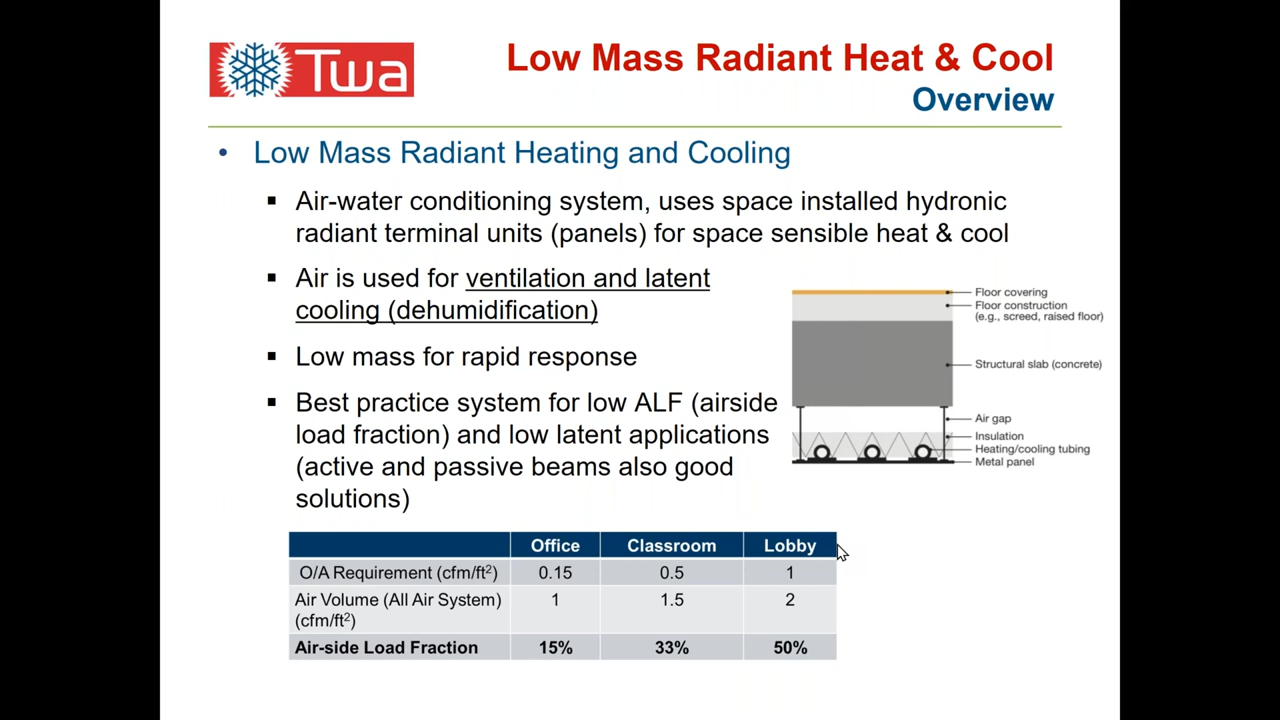 Twa
Low Mass Radiant Heat & Cool
Overview
• Low Mass Radiant Heating and Cooling
▪ Air-water conditioning system, uses space installed hydronic
radiant terminal units (panels) for space sensible heat & cool
▪ Air is used for ventilation and latent
cooling (dehumidification)
▪ Low mass for rapid response
▪ Best practice system for low ALF (airside
load fraction) and low latent applications
(active and passive beams also good
solutions)
Floor covering
Floor construction
(e.g., screed, raised floor)
Structural slab (concrete)
Air gap
Insulation
Heating/cooling tubing
Metal panel
Office Classroom Lobby
O/A Requirement (cfm/ft²) 0.15 0.5 1
Air Volume (All Air System) 1 1.5 2
(cfm/ft²)
Air-side Load Fraction 15% 33% 50%